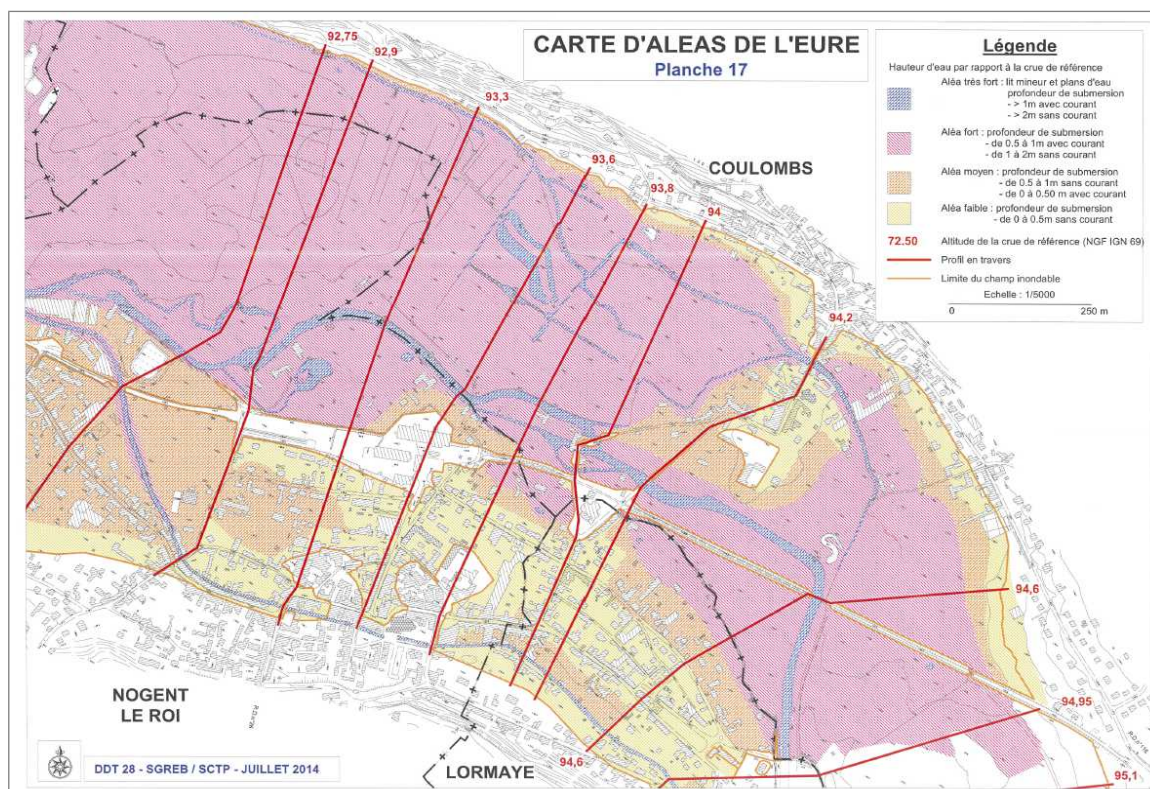 CARTE D'ALEAS DE L'EURE
Planche 17
Légende
Hauteur d'eau par rapport à la crue de référence
Aléa très fort : lit mineur et plans d'eau
profondeur de submersion
- > 1m avec courant
- > 2m sans courant
Aléa fort : profondeur de submersion
- de 0.5 à 1m avec courant
- de 1 à 2m sans courant
Aléa moyen : profondeur de submersion
- de 0.5 à 1m sans courant
- de 0 à 0.50 m avec courant
Aléa faible : profondeur de submersion
- de 0 à 0.5m sans courant
72.50 Altitude de la crue de référence (NGF IGN 69)
Profil en travers
Limite du champ inondable
Echelle : 1/5000
0 250 m
92,75
92,9
93,3
93,6
93,8
94
COULOMBS
94,2
94,6
94,95
95,1
94,6
NOGENT
LE ROI
LORMAYE
DDT 28 - SGREB / SCTP - JUILLET 2014